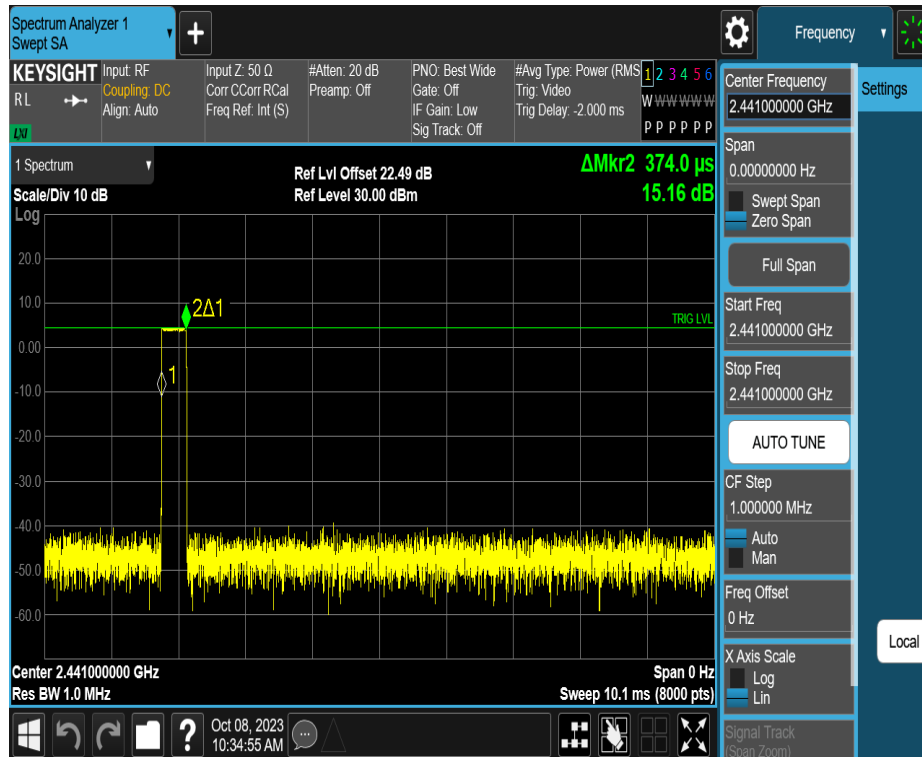 Spectrum Analyzer 1
Swept SA
+
Frequency
KEYSIGHT
RL
LXI
Input: RF
Coupling: DC
Align: Auto
Input Z: 50 Ω
Corr CCorr RCal
Freq Ref: Int (S)
#Atten: 20 dB
Preamp: Off
PNO: Best Wide
Gate: Off
IF Gain: Low
Sig Track: Off
#Avg Type: Power (RMS
Trig: Video
Trig Delay: -2.000 ms
1 2 3 4 5 6
W W W W W W
P P P P P P
1 Spectrum
Scale/Div 10 dB
Log
Ref Lvl Offset 22.49 dB
Ref Level 30.00 dBm
ΔMkr2 374.0 µs
15.16 dB
20.0
10.0
0.00
-10.0
-20.0
-30.0
-40.0
-50.0
-60.0
2Δ1
1
TRIG LVL
Center 2.441000000 GHz
Res BW 1.0 MHz
Span 0 Hz
Sweep 10.1 ms (8000 pts)
?
Oct 08, 2023
10:34:55 AM
Center Frequency
2.441000000 GHz
Span
0.00000000 Hz
Swept Span
Zero Span
Full Span
Start Freq
2.441000000 GHz
Stop Freq
2.441000000 GHz
AUTO TUNE
CF Step
1.000000 MHz
Auto
Man
Freq Offset
0 Hz
X Axis Scale
Log
Lin
Signal Track
(Span Zoom)
Settings
Local